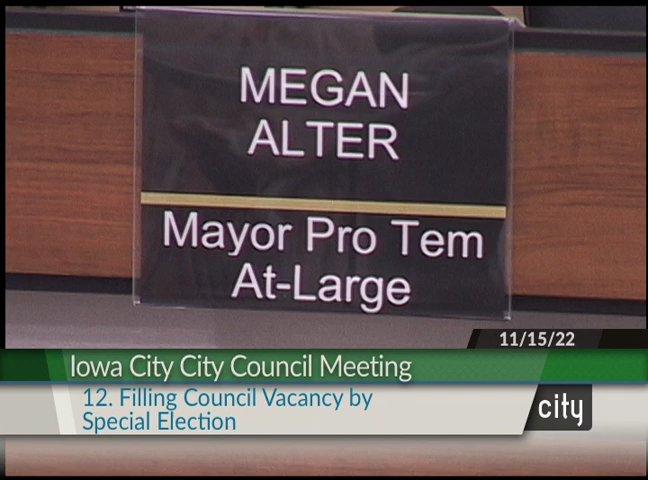 MEGAN
ALTER
Mayor Pro Tem
At-Large
11/15/22
Iowa City City Council Meeting
12. Filling Council Vacancy by
Special Election
city